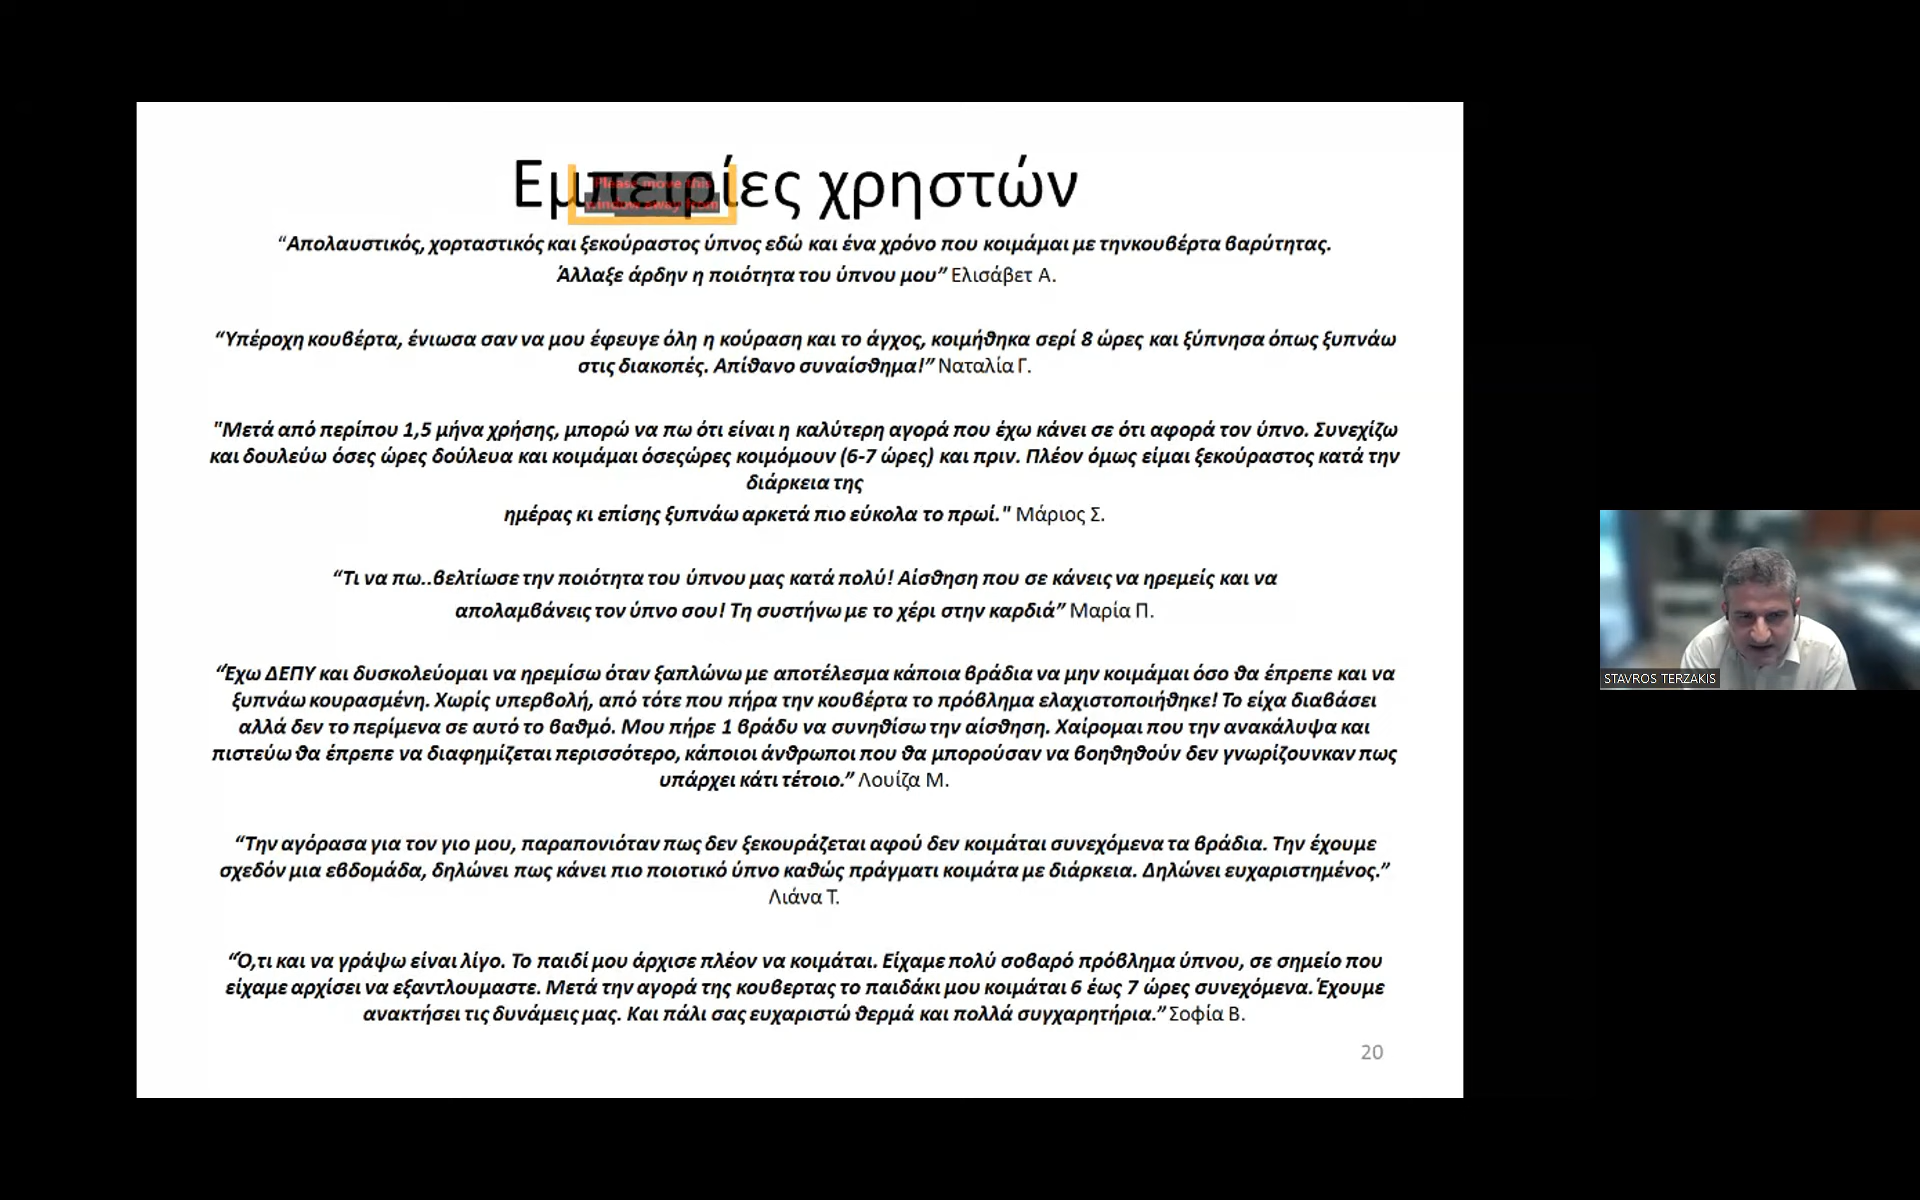 Εμπειρίες χρηστών
Please move this
window away from
“Απολαυστικός, χορταστικός και ξεκούραστος ύπνος εδώ και ένα χρόνο που κοιμάμαι με τηνκουβέρτα βαρύτητας.
Άλλαξε άρδην η ποιότητα του ύπνου μου” Ελισάβετ Α.
“Υπέροχη κουβέρτα, ένιωσα σαν να μου έφευγε όλη η κούραση και το άγχος, κοιμήθηκα σερί 8 ώρες και ξύπνησα όπως ξυπνάω
στις διακοπές. Απίθανο συναίσθημα!” Ναταλία Γ.
"Μετά από περίπου 1,5 μήνα χρήσης, μπορώ να πω ότι είναι η καλύτερη αγορά που έχω κάνει σε ότι αφορά τον ύπνο. Συνεχίζω
και δουλεύω όσες ώρες δούλευα και κοιμάμαι όσεςώρες κοιμόμουν (6-7 ώρες) και πριν. Πλέον όμως είμαι ξεκούραστος κατά την
διάρκεια της
ημέρας κι επίσης ξυπνάω αρκετά πιο εύκολα το πρωί." Μάριος Σ.
“Τι να πω..βελτίωσε την ποιότητα του ύπνου μας κατά πολύ! Αίσθηση που σε κάνεις να ηρεμείς και να
απολαμβάνεις τον ύπνο σου! Τη συστήνω με το χέρι στην καρδιά” Μαρία Π.
“Έχω ΔΕΠΥ και δυσκολεύομαι να ηρεμίσω όταν ξαπλώνω με αποτέλεσμα κάποια βράδια να μην κοιμάμαι όσο θα έπρεπε και να
ξυπνάω κουρασμένη. Χωρίς υπερβολή, από τότε που πήρα την κουβέρτα το πρόβλημα ελαχιστοποιήθηκε! Το είχα διαβάσει
αλλά δεν το περίμενα σε αυτό το βαθμό. Μου πήρε 1 βράδυ να συνηθίσω την αίσθηση. Χαίρομαι που την ανακάλυψα και
πιστεύω θα έπρεπε να διαφημίζεται περισσότερο, κάποιοι άνθρωποι που θα μπορούσαν να βοηθηθούν δεν γνωρίζουνκαν πως
υπάρχει κάτι τέτοιο.” Λουίζα Μ.
“Την αγόρασα για τον γιο μου, παραπονιόταν πως δεν ξεκουράζεται αφού δεν κοιμάται συνεχόμενα τα βράδια. Την έχουμε
σχεδόν μια εβδομάδα, δηλώνει πως κάνει πιο ποιοτικό ύπνο καθώς πράγματι κοιμάτα με διάρκεια. Δηλώνει ευχαριστημένος.”
Λιάνα Τ.
“Ό,τι και να γράψω είναι λίγο. Το παιδί μου άρχισε πλέον να κοιμάται. Είχαμε πολύ σοβαρό πρόβλημα ύπνου, σε σημείο που
είχαμε αρχίσει να εξαντλουμαστε. Μετά την αγορά της κουβερτας το παιδάκι μου κοιμάται 6 έως 7 ώρες συνεχόμενα. Έχουμε
ανακτήσει τις δυνάμεις μας. Και πάλι σας ευχαριστώ θερμά και πολλά συγχαρητήρια.” Σοφία Β.
20
STAVROS TERZAKIS